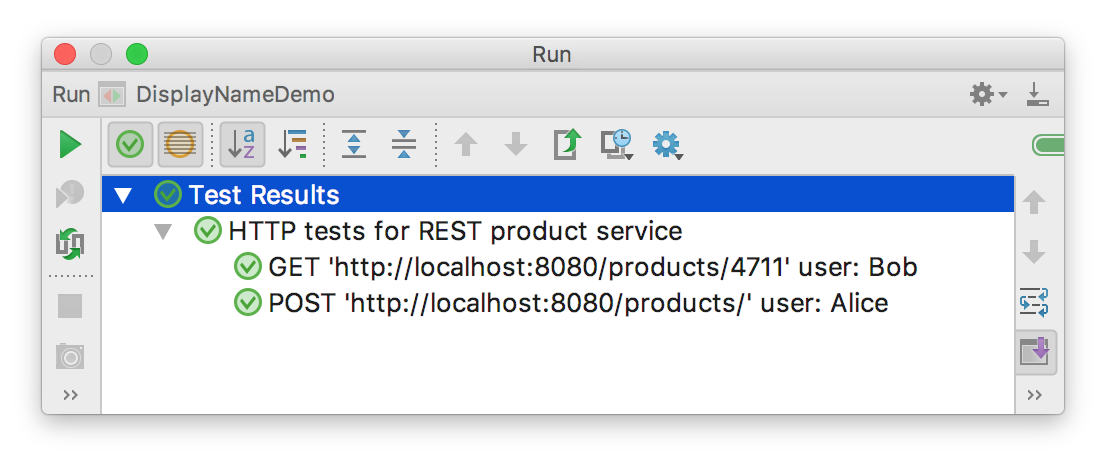 Run
Run DisplayNameDemo
a
z
Test Results
HTTP tests for REST product service
GET 'http://localhost:8080/products/4711' user: Bob
POST 'http://localhost:8080/products/' user: Alice